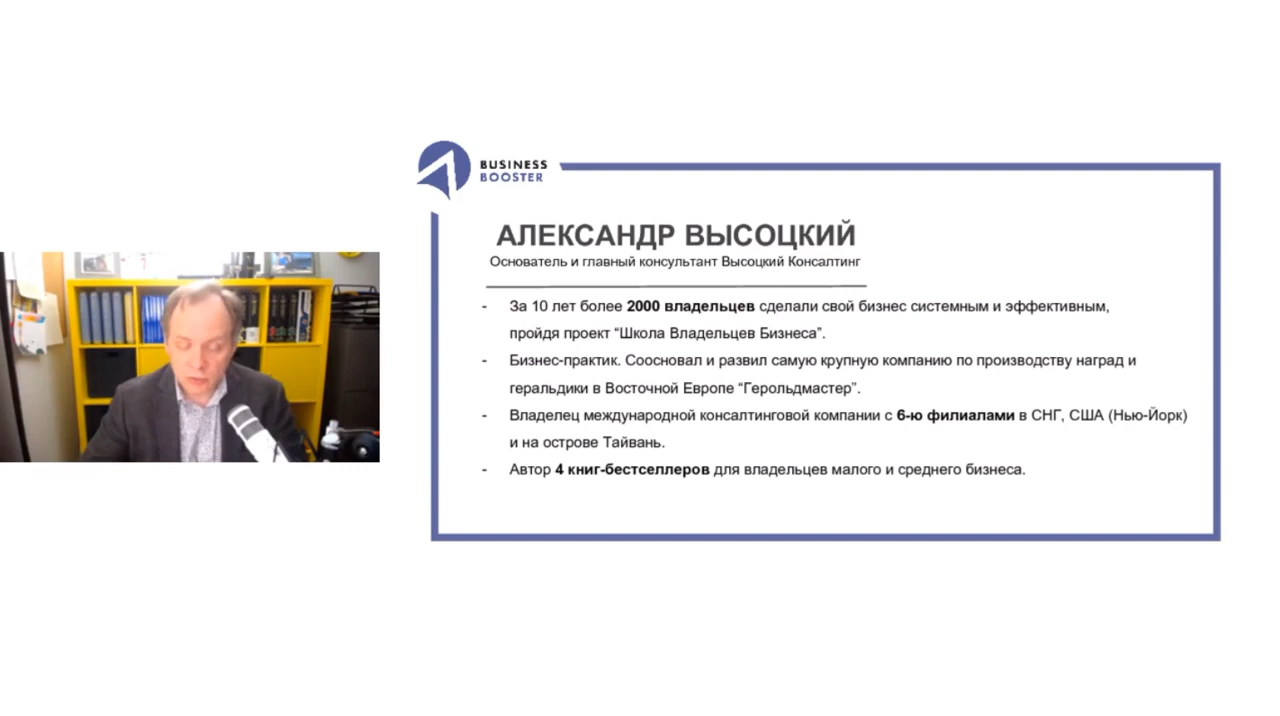 BUSINESS
BOOSTER
АЛЕКСАНДР ВЫСОЦКИЙ
Основатель и главный консультант Высоцкий Консалтинг
- За 10 лет более 2000 владельцев сделали свой бизнес системным и эффективным,
пройдя проект “Школа Владельцев Бизнеса”.
- Бизнес-практик. Соосновал и развил самую крупную компанию по производству наград и
геральдики в Восточной Европе “Герольдмастер”.
- Владелец международной консалтинговой компании с 6-ю филиалами в СНГ, США (Нью-Йорк)
и на острове Тайвань.
- Автор 4 книг-бестселлеров для владельцев малого и среднего бизнеса.